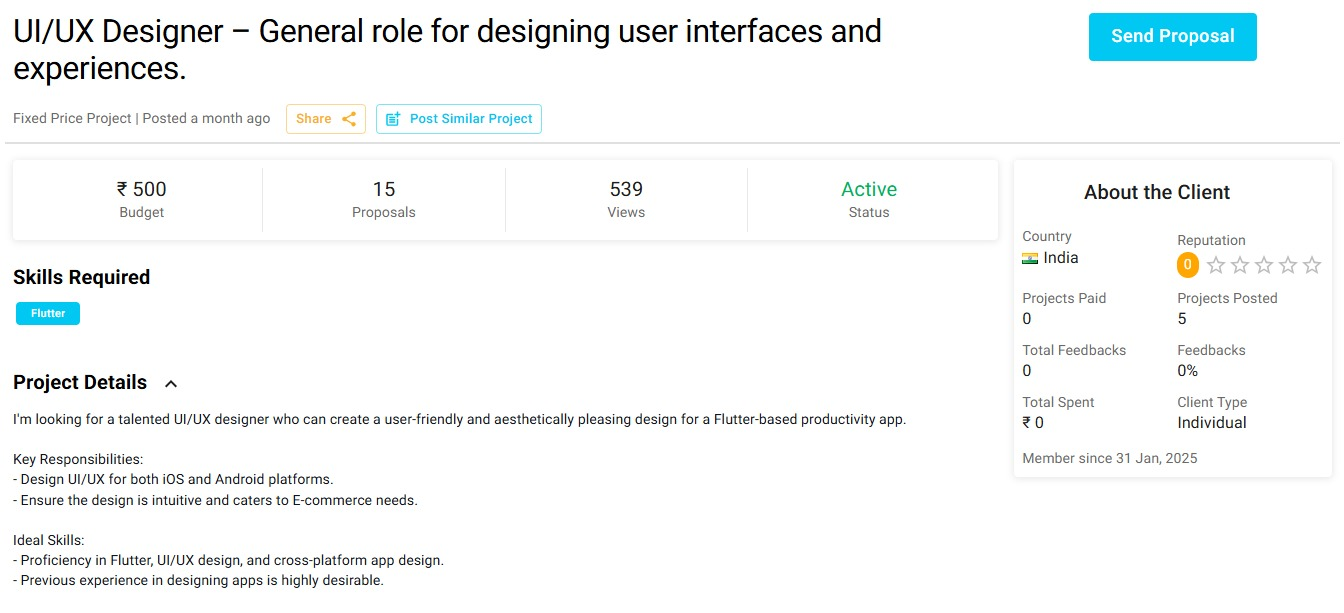 UI/UX Designer – General role for designing user interfaces and
experiences.
Send Proposal
Fixed Price Project | Posted a month ago
Share
Post Similar Project
₹ 500
Budget
15
Proposals
539
Views
Active
Status
Skills Required
Flutter
Project Details
I'm looking for a talented UI/UX designer who can create a user-friendly and aesthetically pleasing design for a Flutter-based productivity app.
Key Responsibilities:
- Design UI/UX for both iOS and Android platforms.
- Ensure the design is intuitive and caters to E-commerce needs.
Ideal Skills:
- Proficiency in Flutter, UI/UX design, and cross-platform app design.
- Previous experience in designing apps is highly desirable.
About the Client
Country
India
Reputation
0
Projects Paid
0
Projects Posted
5
Total Feedbacks
0
Feedbacks
0%
Total Spent
₹ 0
Client Type
Individual
Member since 31 Jan, 2025